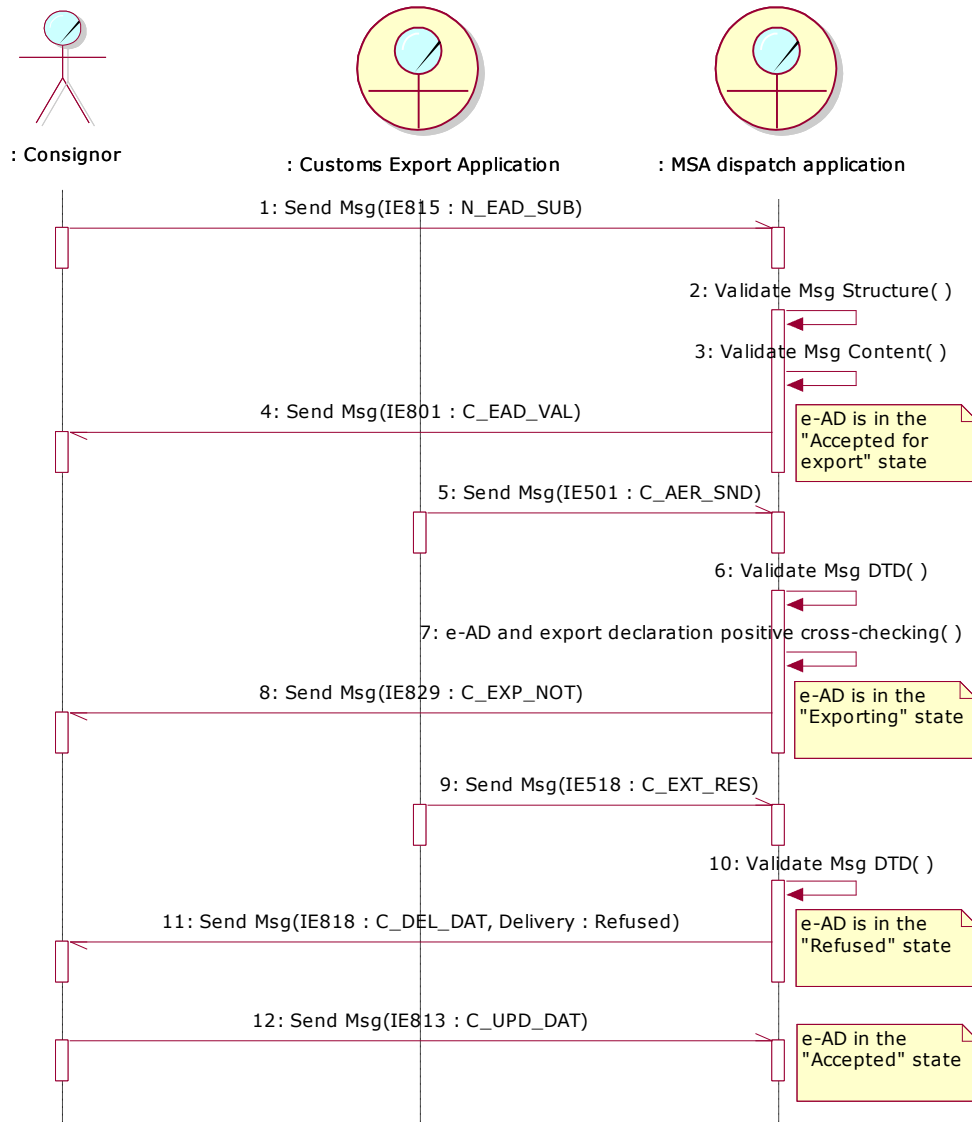 : Consignor
: Customs Export Application
: MSA dispatch application
1: Send Msg(IE815 : N_EAD_SUB)
2: Validate Msg Structure( )
3: Validate Msg Content( )
4: Send Msg(IE801 : C_EAD_VAL)
e-AD is in the
"Accepted for
export" state
5: Send Msg(IE501 : C_AER_SND)
6: Validate Msg DTD( )
7: e-AD and export declaration positive cross-checking( )
8: Send Msg(IE829 : C_EXP_NOT)
e-AD is in the
"Exporting" state
9: Send Msg(IE518 : C_EXT_RES)
10: Validate Msg DTD( )
11: Send Msg(IE818 : C_DEL_DAT, Delivery : Refused)
e-AD is in the
"Refused" state
12: Send Msg(IE813 : C_UPD_DAT)
e-AD in the
"Accepted" state